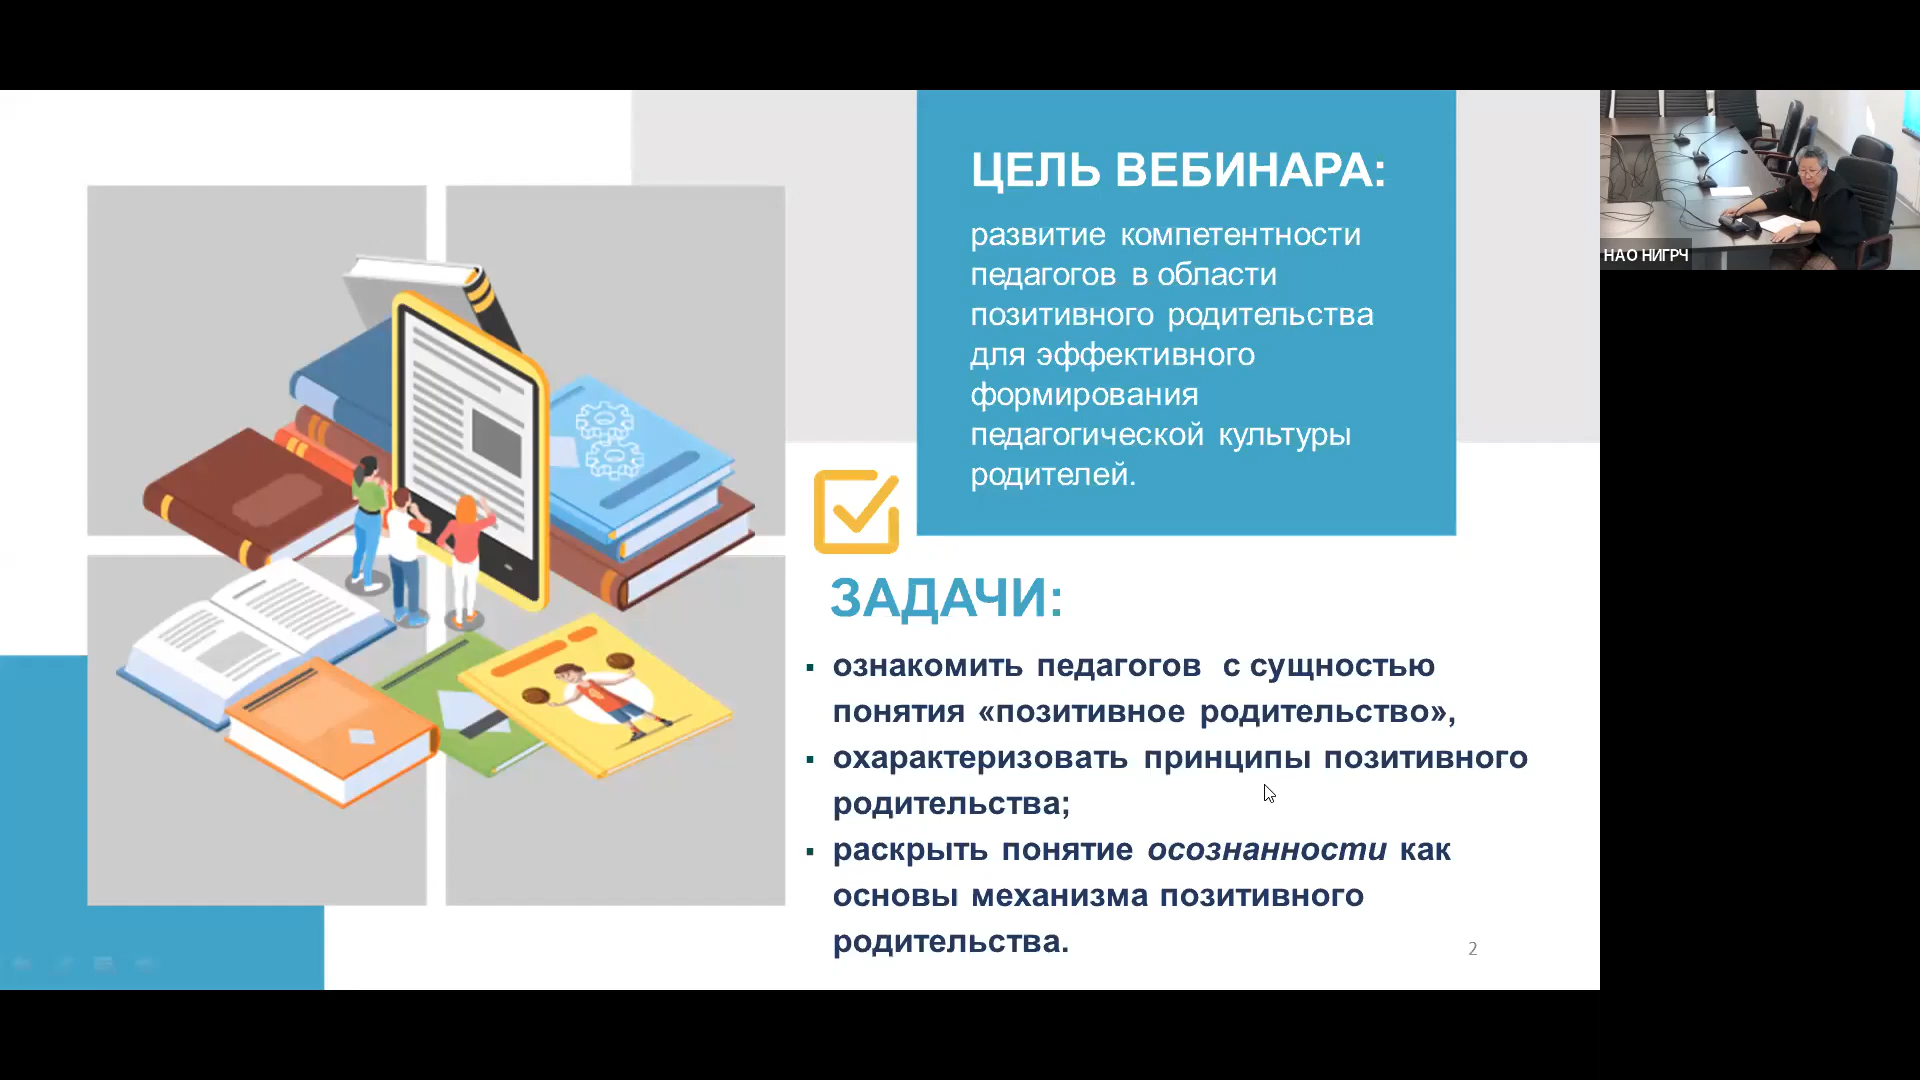 ЦЕЛЬ ВЕБИНАРА:
развитие компетентности
педагогов в области
позитивного родительства
для эффективного
формирования
педагогической культуры
родителей.
НАО НИГРЧ
ЗАДАЧИ:
▪ ознакомить педагогов с сущностью
понятия «позитивное родительство»,
▪ охарактеризовать принципы позитивного
родительства;
▪ раскрыть понятие осознанности как
основы механизма позитивного
родительства.
2